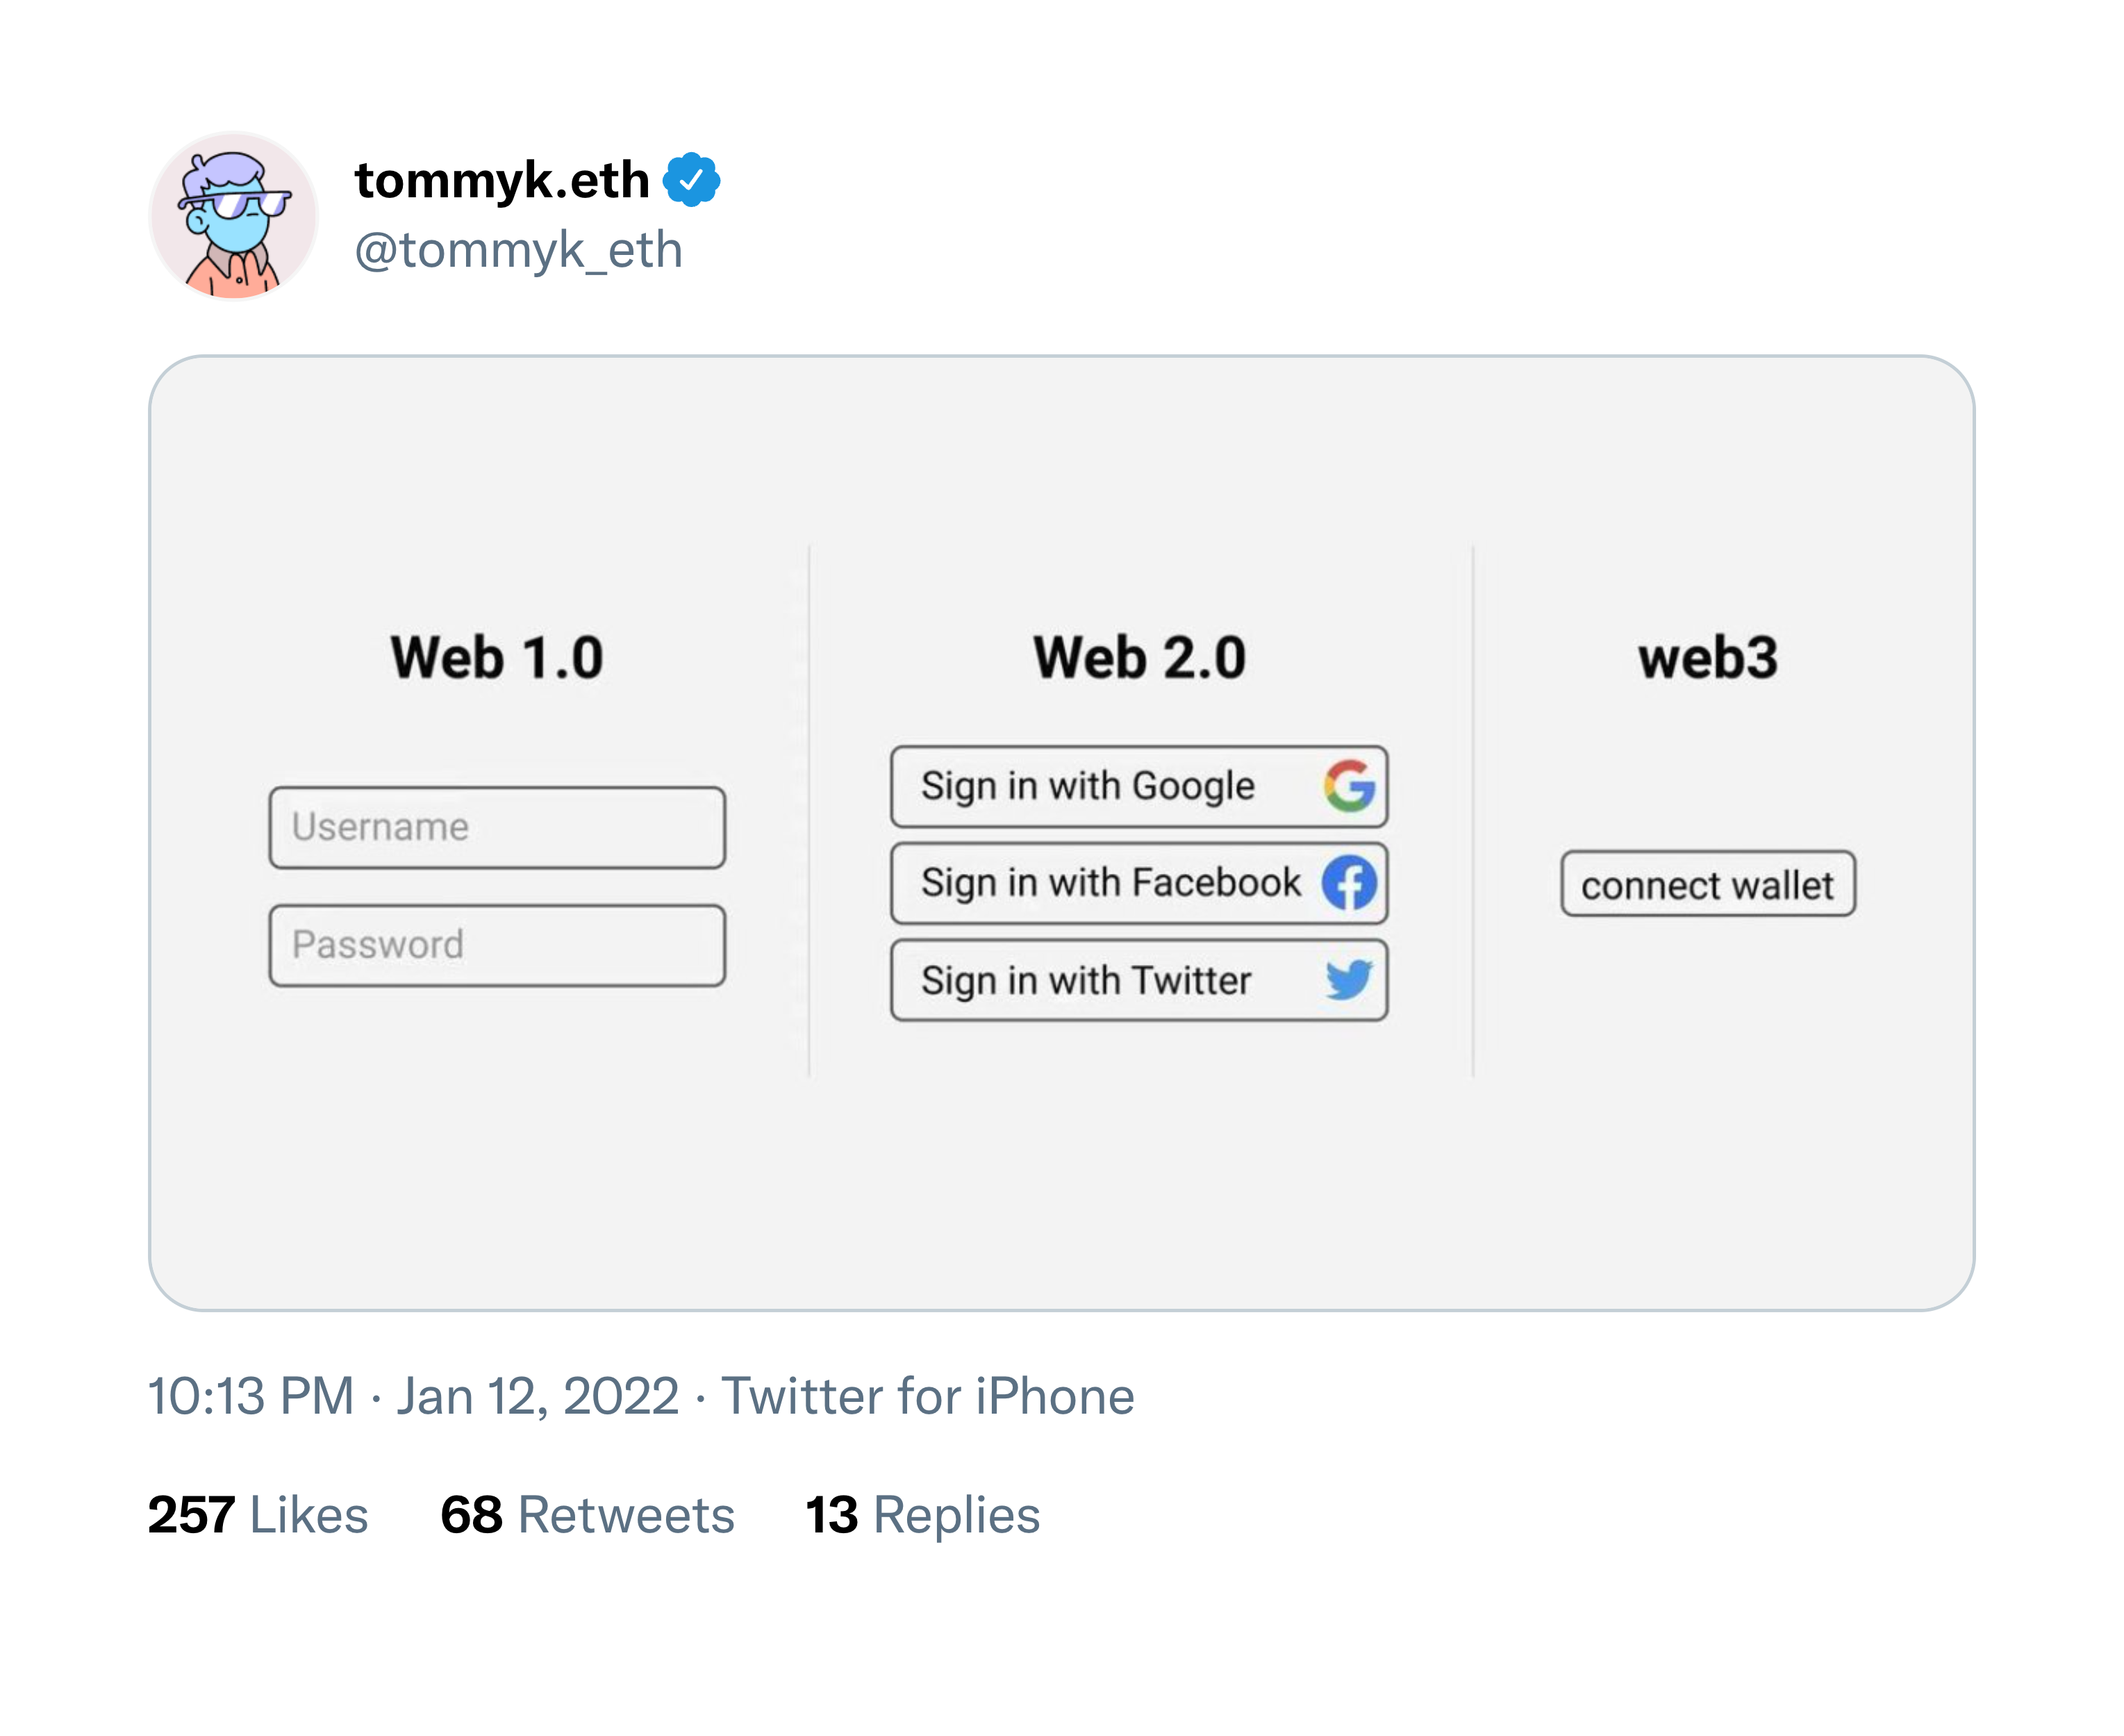 tommyk.eth
@tommyk_eth
Web 1.0
Username
Password
Web 2.0
Sign in with Google
Sign in with Facebook
Sign in with Twitter
web3
connect wallet
10:13 PM · Jan 12, 2022 · Twitter for iPhone
257 Likes 68 Retweets 13 Replies